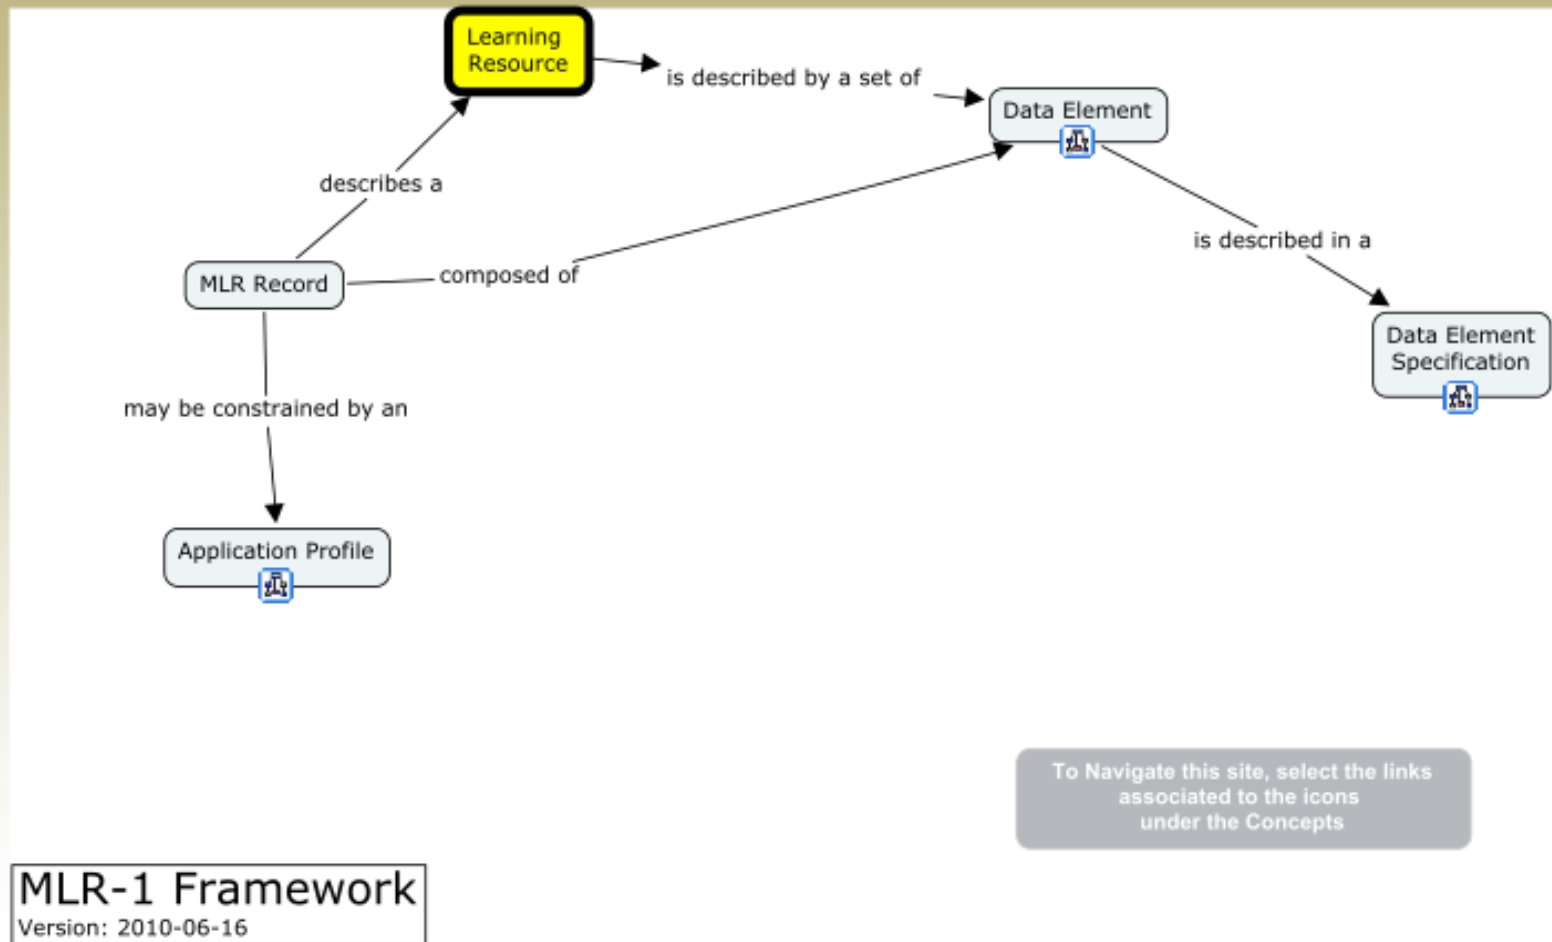 Learning
Resource
is described by a set of
Data Element
describes a
is described in a
MLR Record
composed of
Data Element
Specification
may be constrained by an
Application Profile
To Navigate this site, select the links
associated to the icons
under the Concepts
MLR-1 Framework
Version: 2010-06-16